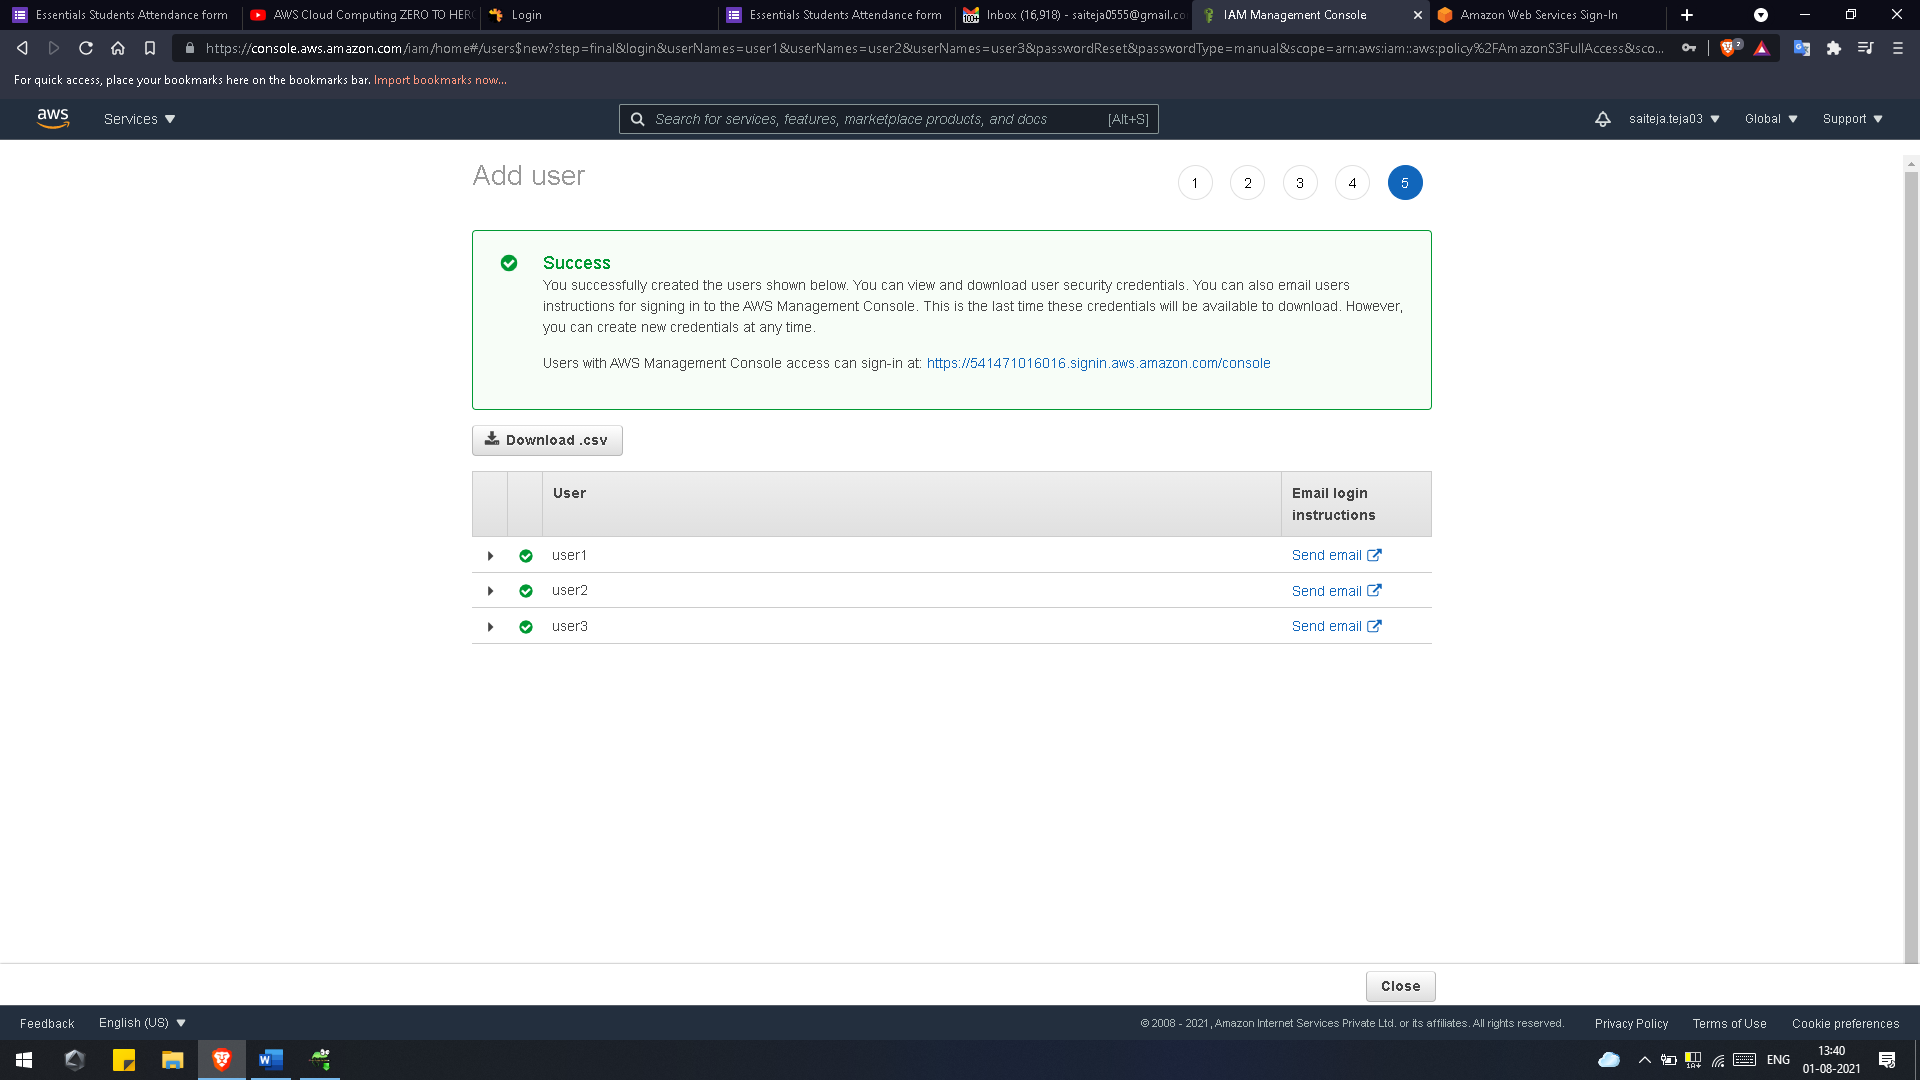 Essentials Students Attendance form
AWS Cloud Computing ZERO TO HER
Login
Essentials Students Attendance form
Inbox (16,918) - saiteja0555@gmail.co
IAM Management Console
Amazon Web Services Sign-In
https://console.aws.amazon.com/iam/home#/users$new?step=final&login&userNames=user1&userNames=user2&userNames=user3&passwordReset&passwordType=manual&scope=arn:aws:iam::aws:policy%2FAmazonS3FullAccess&sco...
For quick access, place your bookmarks here on the bookmarks bar. Import bookmarks now...
aws
Services
Search for services, features, marketplace products, and docs
[Alt+S]
saiteja.teja03
Global
Support
Add user
1
2
3
4
5
Success
You successfully created the users shown below. You can view and download user security credentials. You can also email users
instructions for signing in to the AWS Management Console. This is the last time these credentials will be available to download. However,
you can create new credentials at any time.
Users with AWS Management Console access can sign-in at: https://541471016016.signin.aws.amazon.com/console
Download .csv
User
Email login
instructions
user1
Send email
user2
Send email
user3
Send email
Close
Feedback
English (US)
© 2008 - 2021, Amazon Internet Services Private Ltd. or its affiliates. All rights reserved.
Privacy Policy
Terms of Use
Cookie preferences
ENG
13:40
01-08-2021